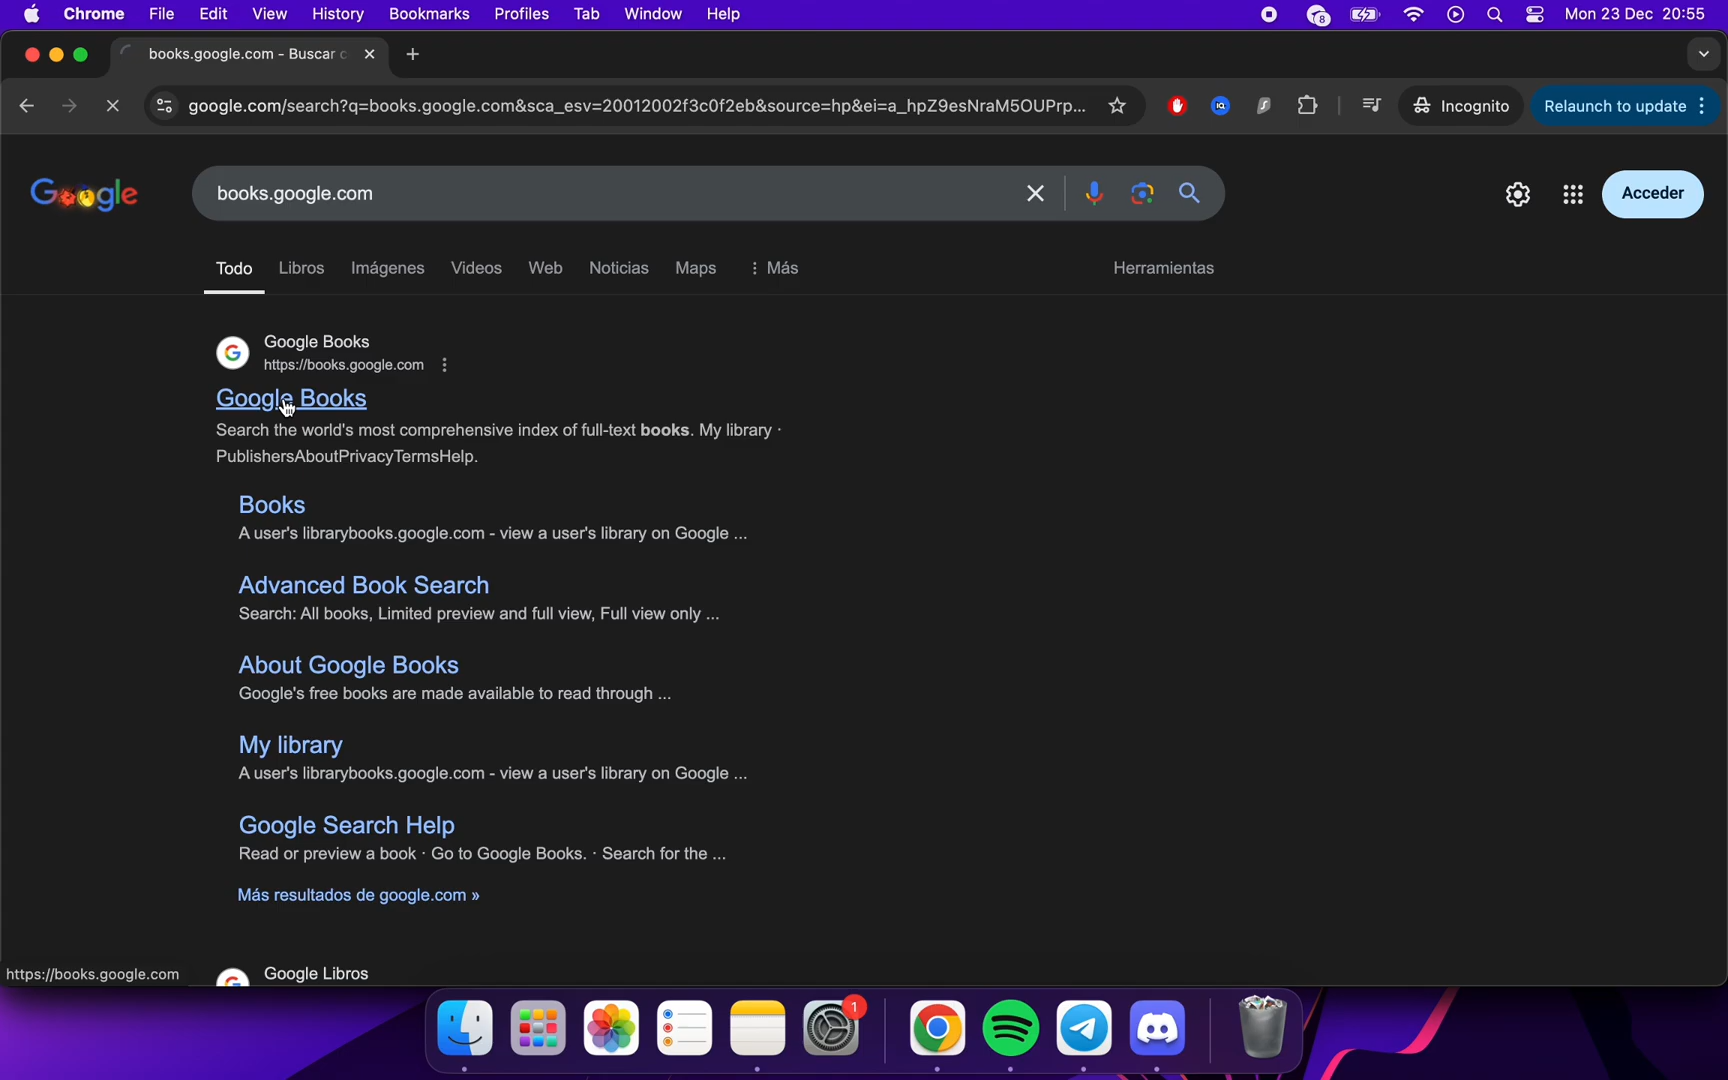 Chrome File Edit View History Bookmarks Profiles Tab Window Help 8 Mon 23 Dec 20:55
books.google.com - Buscar c
google.com/search?q=books.google.com&sca_esv=20012002f3c0f2eb&source=hp&ei=a_hpZ9esNraM5OUPrp... Incognito Relaunch to update
Google books.google.com Acceder
Todo Libros Imágenes Videos Web Noticias Maps Más Herramientas
Google Books
https://books.google.com
Google Books
Search the world's most comprehensive index of full-text books. My library ·
PublishersAboutPrivacyTermsHelp.
Books
A user's librarybooks.google.com - view a user's library on Google ...
Advanced Book Search
Search: All books, Limited preview and full view, Full view only ...
About Google Books
Google's free books are made available to read through ...
My library
A user's librarybooks.google.com - view a user's library on Google ...
Google Search Help
Read or preview a book · Go to Google Books. · Search for the ...
Más resultados de google.com »
https://books.google.com Google Libros
1